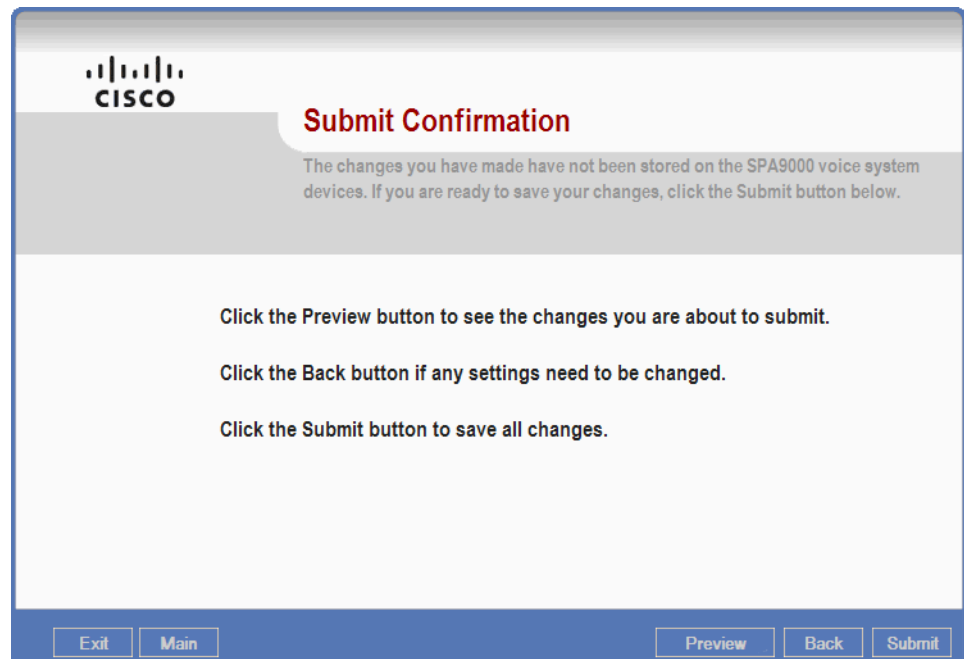 CISCO
Submit Confirmation
The changes you have made have not been stored on the SPA9000 voice system
devices. If you are ready to save your changes, click the Submit button below.
Click the Preview button to see the changes you are about to submit.
Click the Back button if any settings need to be changed.
Click the Submit button to save all changes.
Exit Main Preview Back Submit